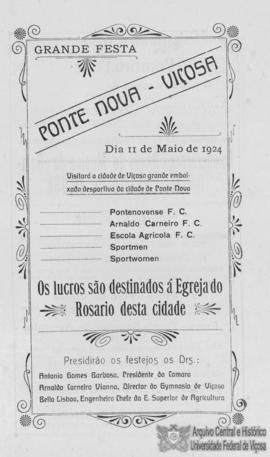 GRANDE FESTA
PONTE NOVA - VIÇOSA
Dia 11 de Maio de 1924
Visitará a cidade de Viçosa grande embai-
xada desportiva da cidade de Ponte Nova
Pontenovense F. C.
Arnaldo Carneiro F. C.
Escola Agricola F. C.
Sportmen
Sportwomen
Os lucros são destinados á Egreja do
Rosario desta cidade
Presidirão os festejos os Drs.:
Antonio Gomes Barbosa, Presidente da Camara
Arnaldo Carneiro Vianna, Director do Gymnasio de Viçosa
Bello Lisboa, Engenheiro Chefe da E. Superior de Agricultura
Arquivo Central e Histórico
Universidade Federal de Viçosa